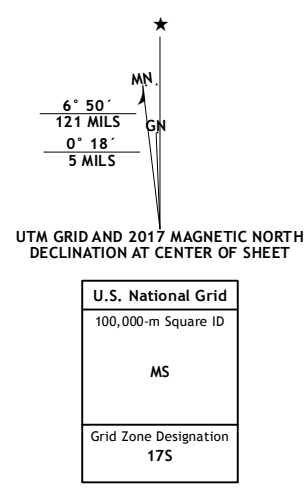 ★
MN
6° 50´
121 MILS
GN
0° 18´
5 MILS
UTM GRID AND 2017 MAGNETIC NORTH
DECLINATION AT CENTER OF SHEET
U.S. National Grid
100,000-m Square ID
MS
Grid Zone Designation
17S